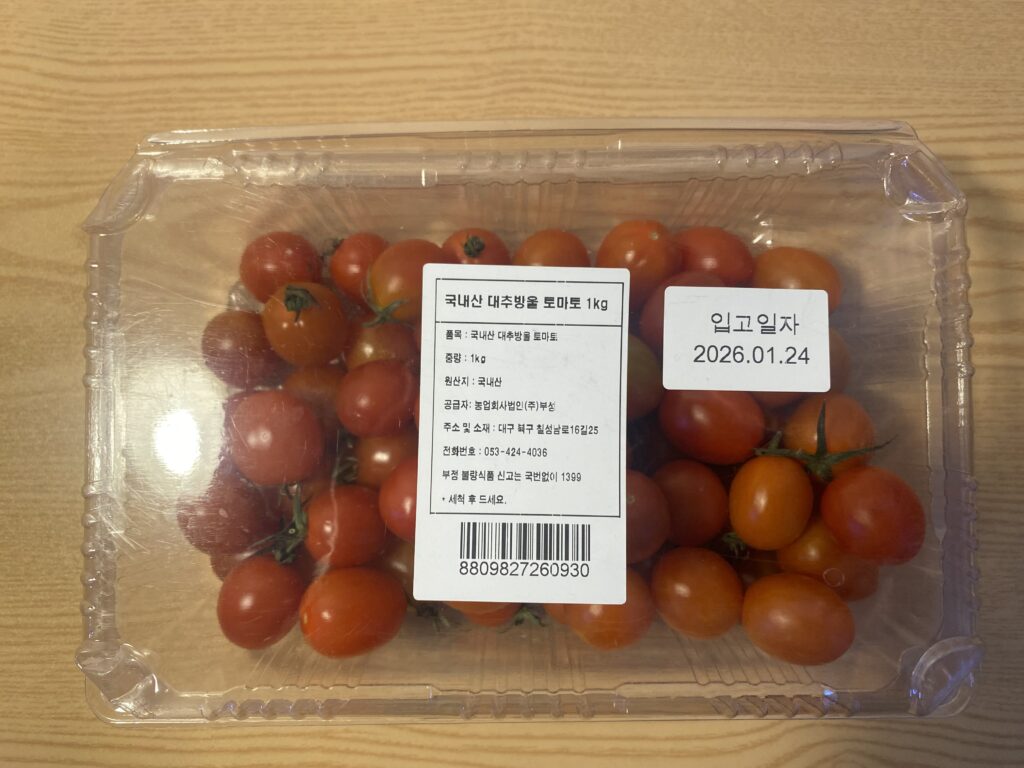 국내산 대추방울 토마토 1kg
품목 : 국내산 대추방울 토마토
중량 : 1kg
원산지 : 국내산
공급자: 농업회사법인(주)부성
주소 및 소재 : 대구 북구 칠성남로16길25
전화번호 : 053-424-4036
부정 불량식품 신고는 국번없이 1399
* 세척 후 드세요.
8809827260930
입고일자
2026.01.24